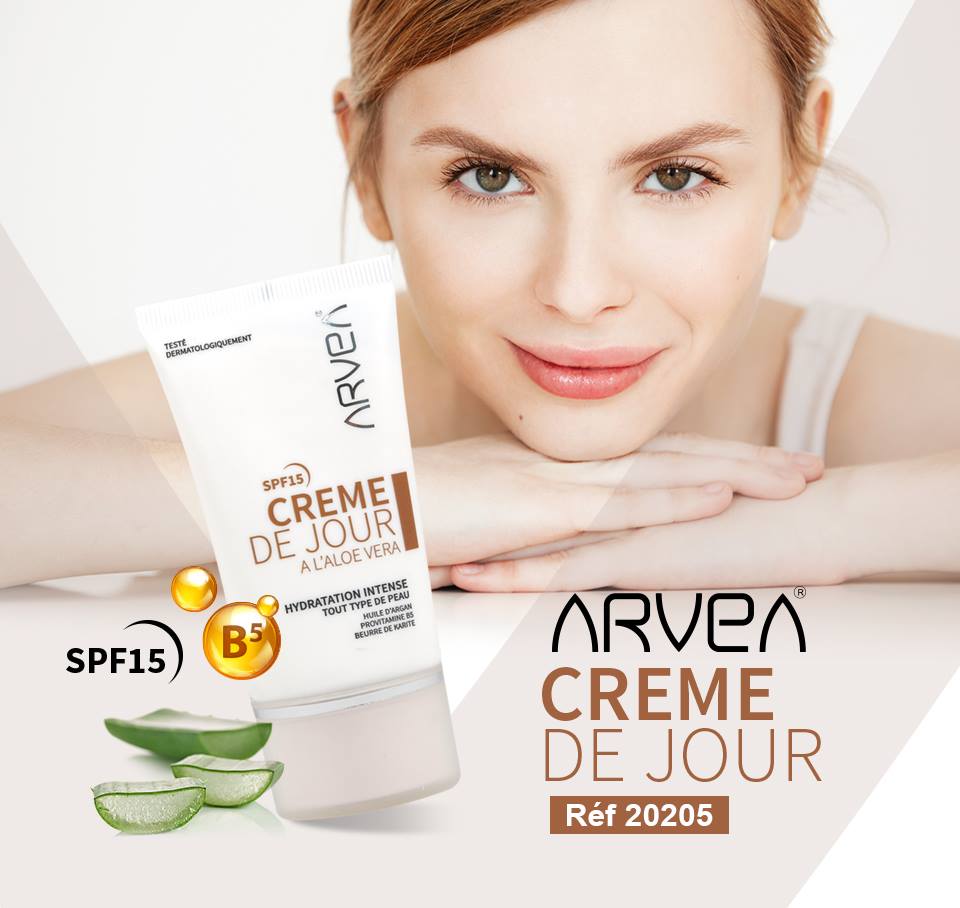 TESTÉ
DERMATOLOGIQUEMENT
ARVEA®
SPF15
CREME
DE JOUR
A L'ALOE VERA
HYDRATATION INTENSE
TOUT TYPE DE PEAU
HUILE D'ARGAN
PROVITAMINE B5
BEURRE DE KARITE
B⁵
SPF15
ARVEA®
CREME
DE JOUR
Réf 20205